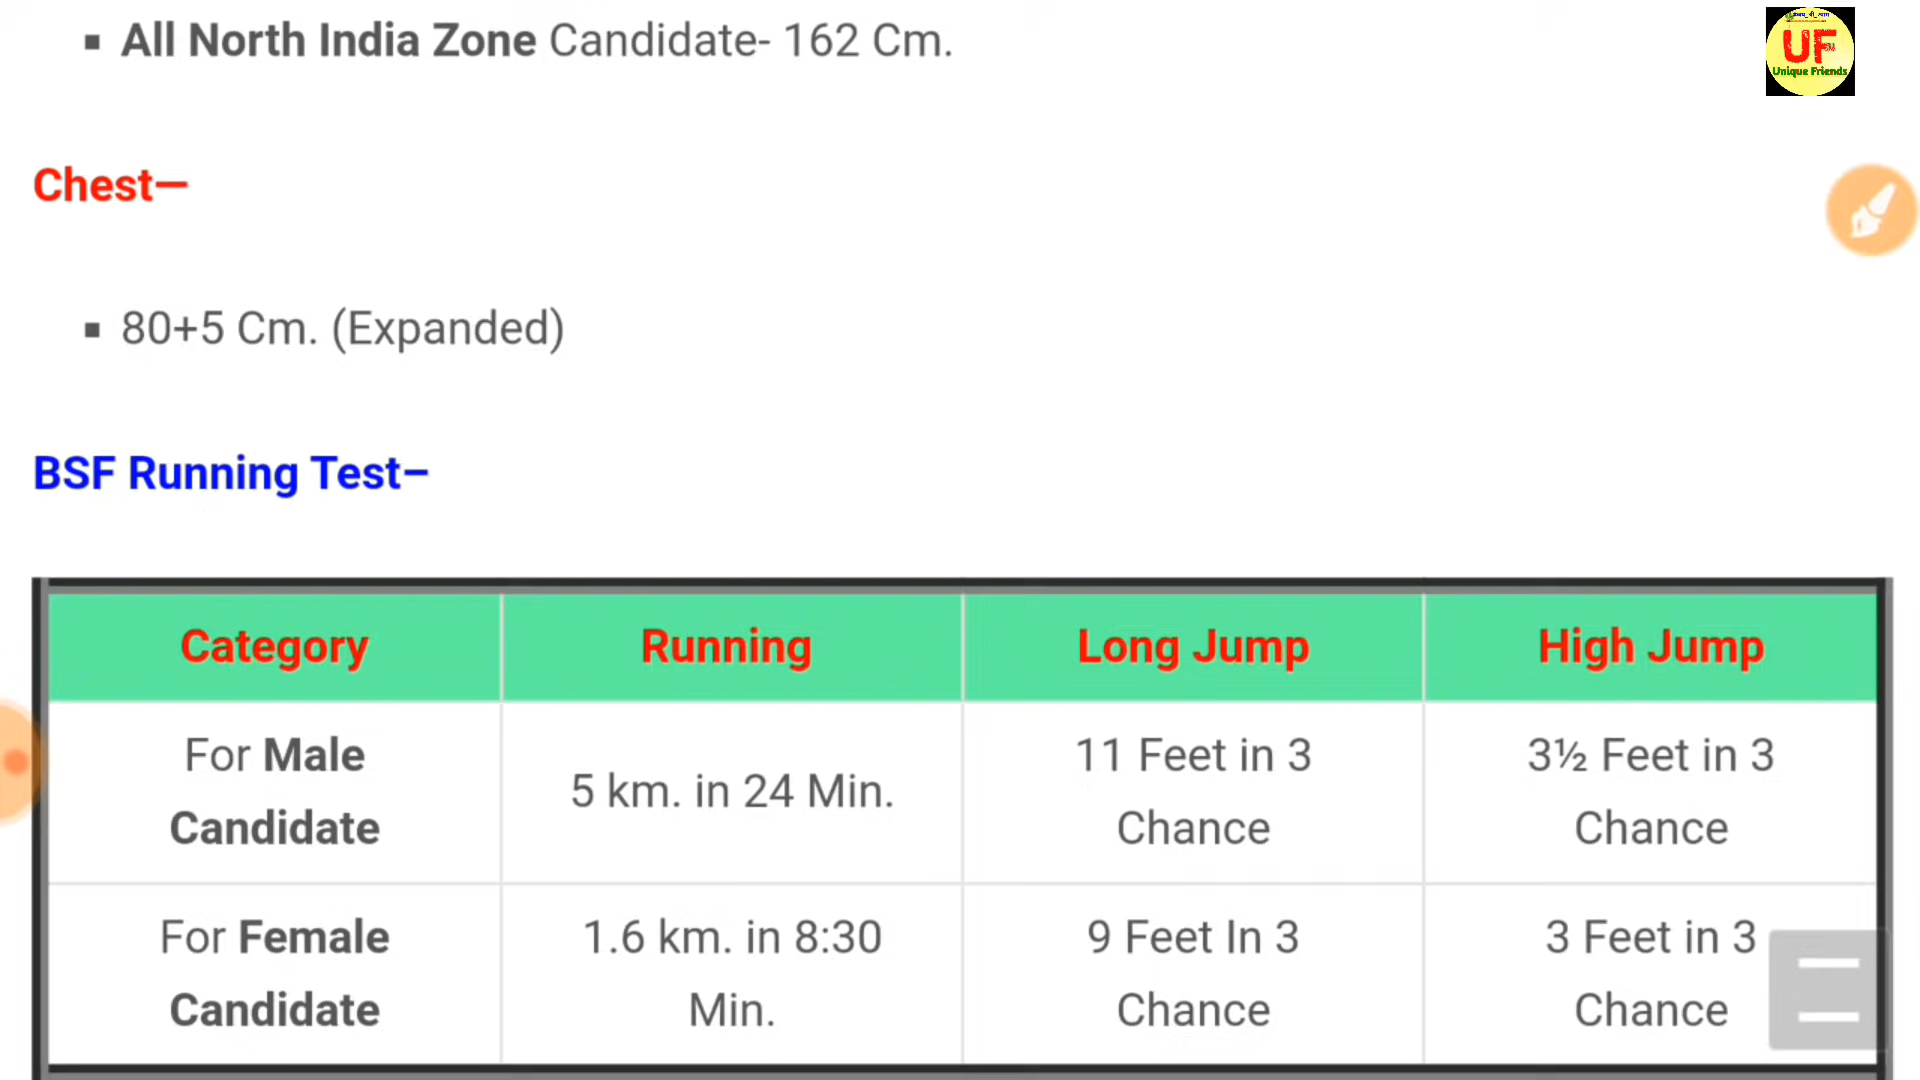 ▪ All North India Zone Candidate- 162 Cm.
UF
Unique Friends
Chest—
▪ 80+5 Cm. (Expanded)
BSF Running Test–
Category Running Long Jump High Jump
For Male Candidate 5 km. in 24 Min. 11 Feet in 3 Chance 3½ Feet in 3 Chance
For Female Candidate 1.6 km. in 8:30 Min. 9 Feet In 3 Chance 3 Feet in 3 Chance